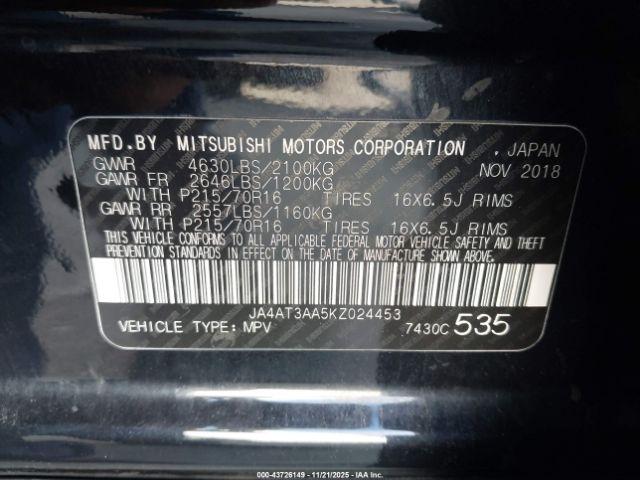 MFD.BY MITSUBISHI MOTORS CORPORATION . JAPAN
GVWR 4630LBS/2100KG NOV 2018
GAWR FR 2646LBS/1200KG
WITH P215/70R16 TIRES 16X6.5J RIMS
GAWR RR 2557LBS/1160KG
WITH P215/70R16 TIRES 16X6.5J RIMS
THIS VEHICLE CONFORMS TO ALL APPLICABLE FEDERAL MOTOR VEHICLE SAFETY AND THEFT
PREVENTION STANDARDS IN EFFECT ON THE DATE OF MANUFACTURE SHOWN ABOVE.
JA4AT3AA5KZ024453
VEHICLE TYPE: MPV 7430C 535
000-43726149 - 11/21/2025 - IAA Inc.